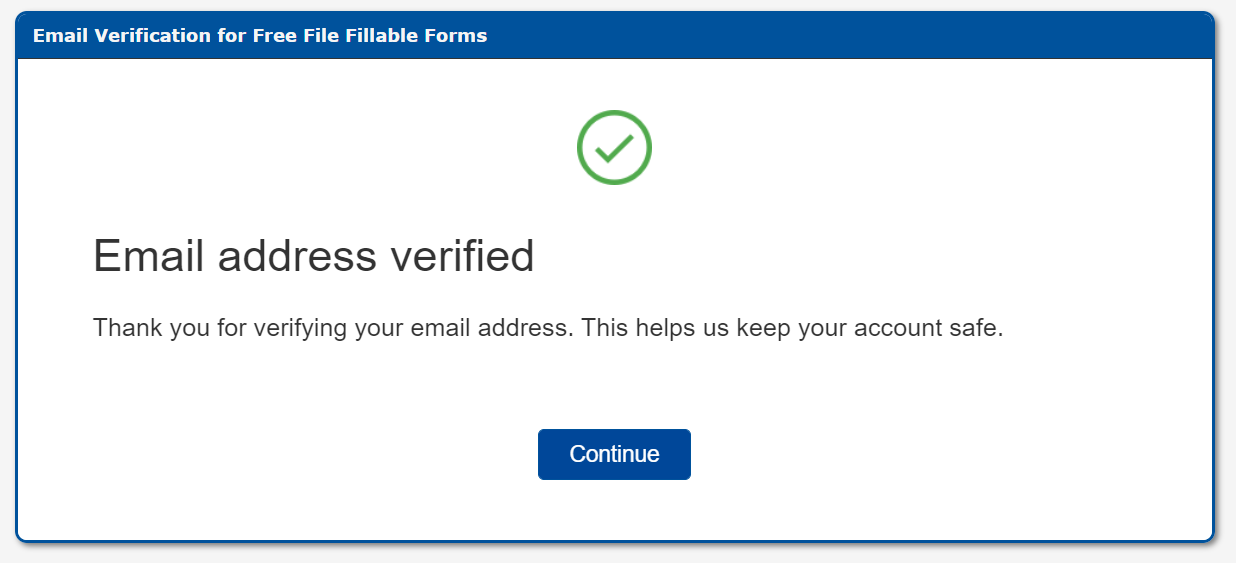 Email Verification for Free File Fillable Forms
Email address verified
Thank you for verifying your email address. This helps us keep your account safe.
Continue